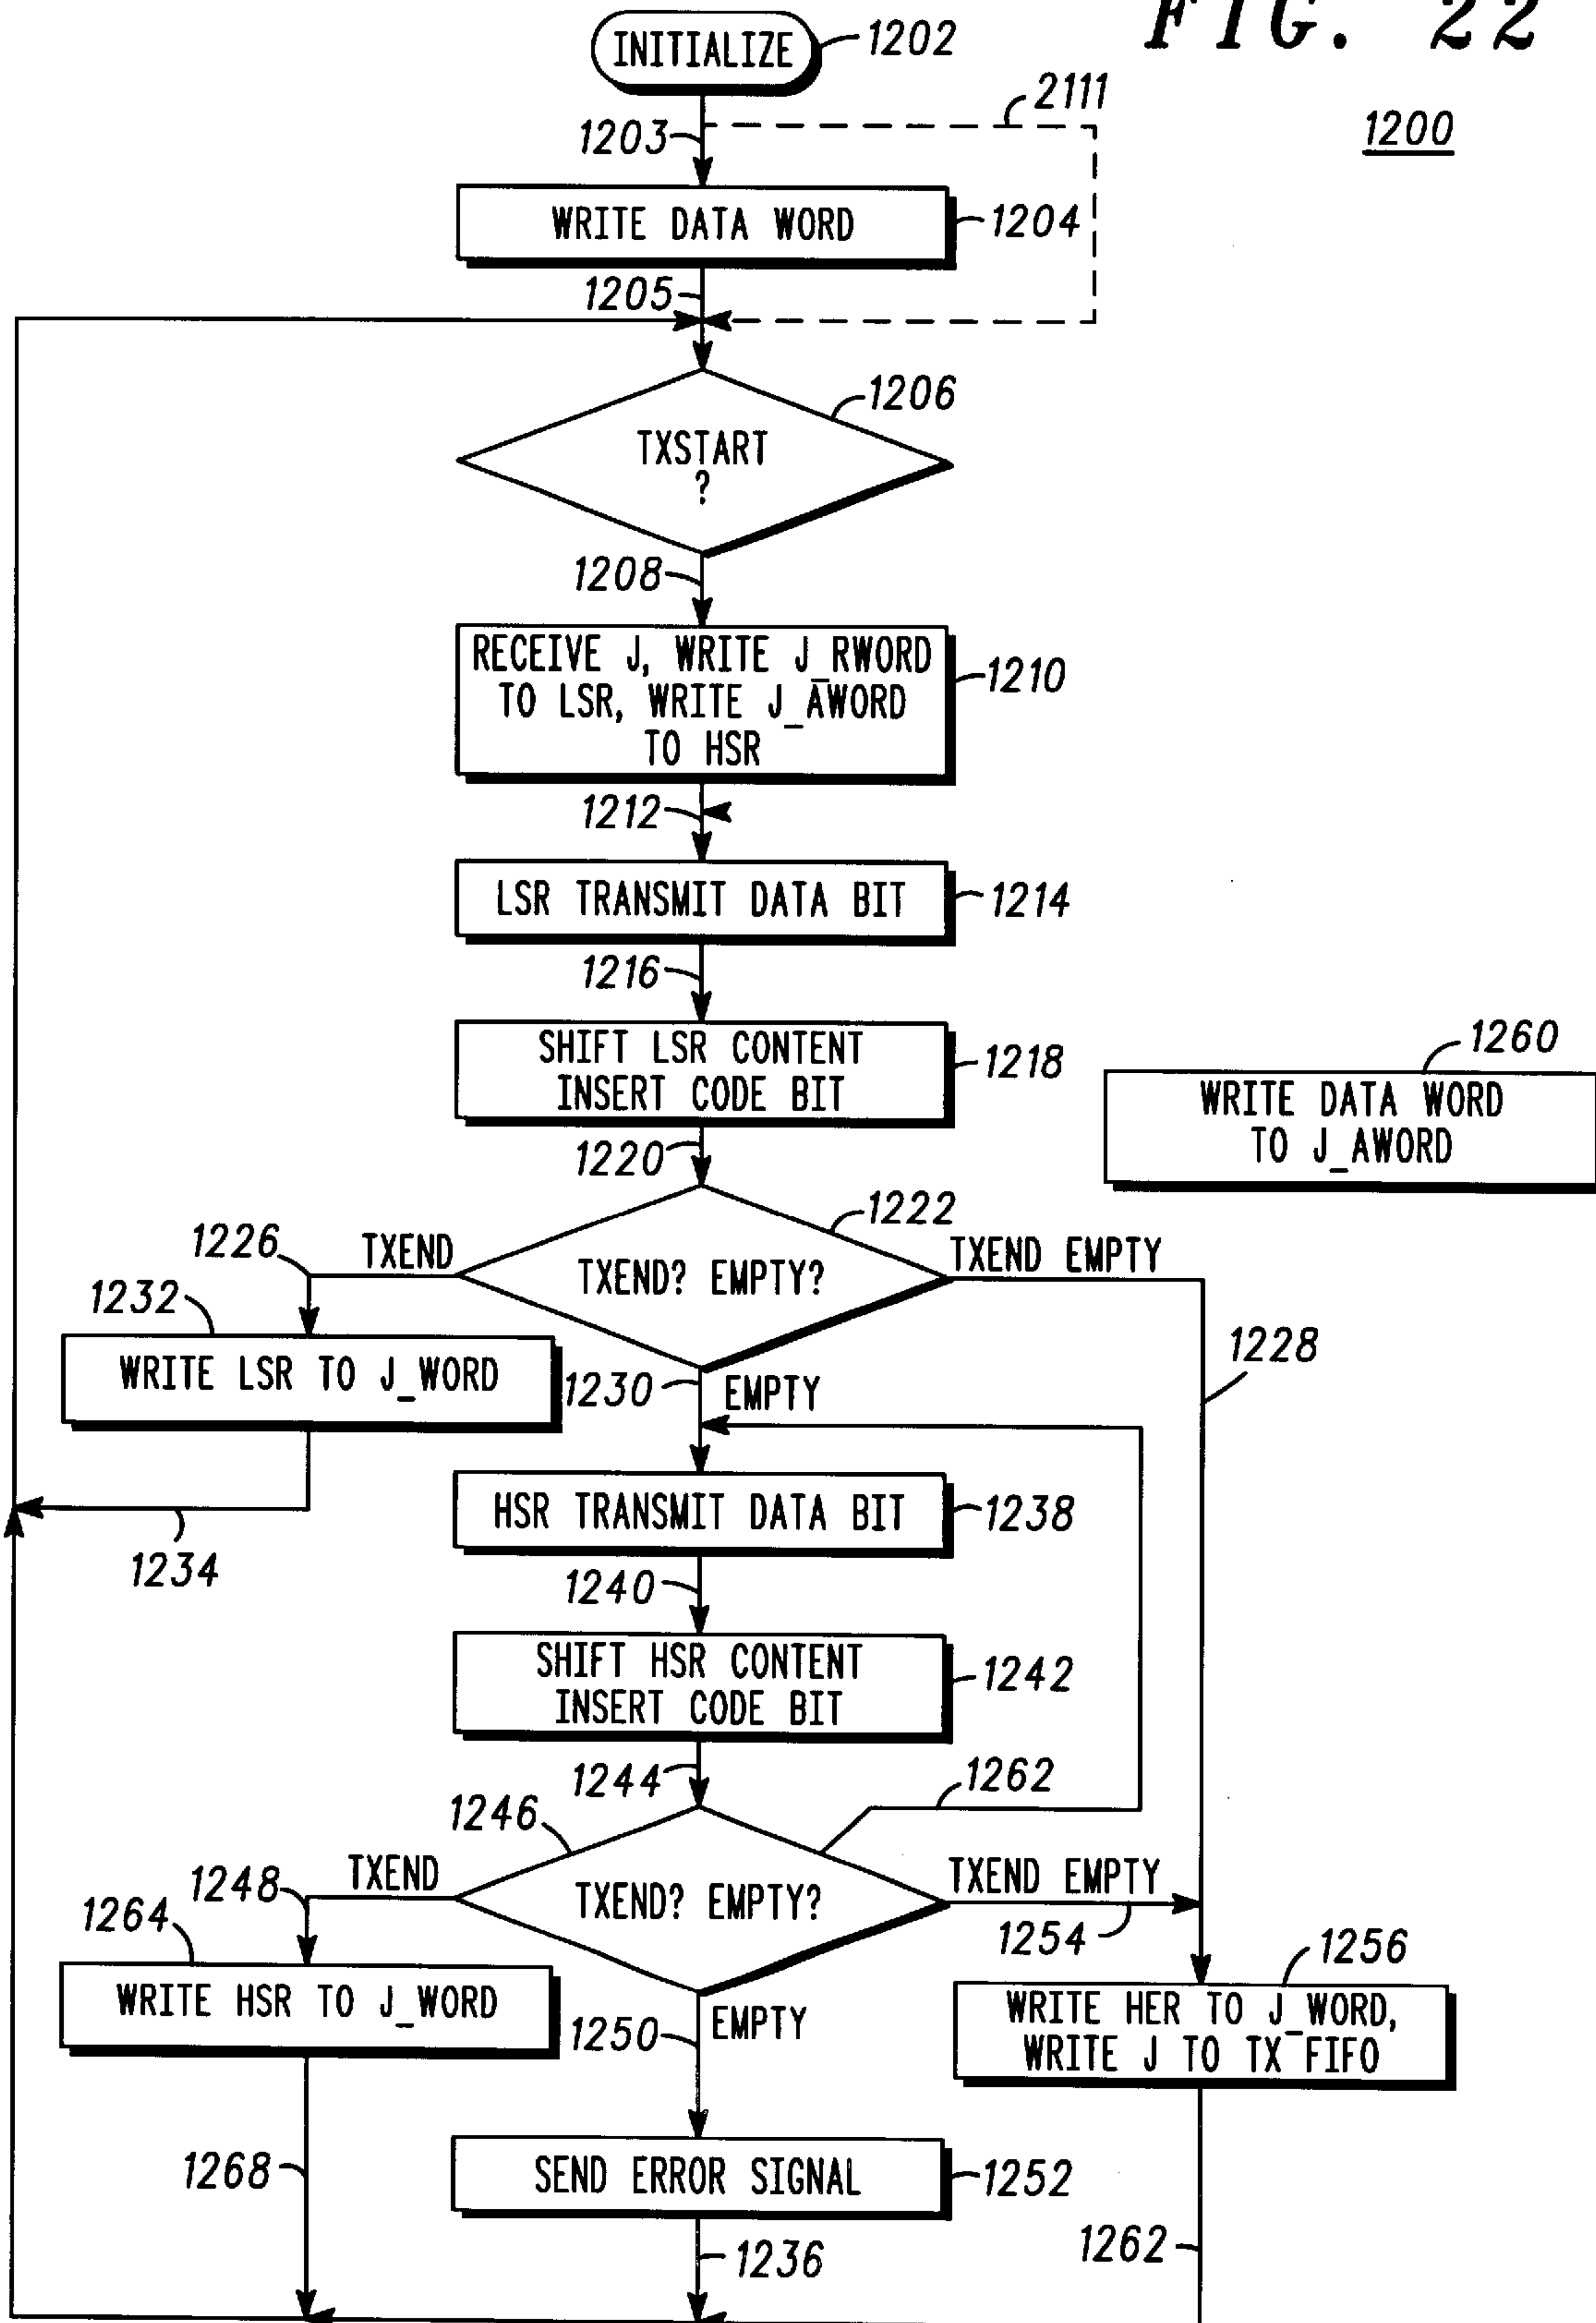 FIG. 22
INITIALIZE
1202
2111
1203
1200
WRITE DATA WORD
1204
1205
1206
TXSTART
?
1208
RECEIVE J, WRITE J_RWORD
TO LSR, WRITE J_AWORD
TO HSR
1210
1212
LSR TRANSMIT DATA BIT
1214
1216
SHIFT LSR CONTENT
INSERT CODE BIT
1218
1260
WRITE DATA WORD
TO J_AWORD
1220
1222
1226
TXEND
TXEND? EMPTY?
TXEND EMPTY
1232
1228
WRITE LSR TO J_WORD
1230
EMPTY
HSR TRANSMIT DATA BIT
1238
1234
1240
SHIFT HSR CONTENT
INSERT CODE BIT
1242
1244
1262
1246
1248
TXEND
TXEND? EMPTY?
TXEND EMPTY
1264
1254
1256
WRITE HSR TO J_WORD
1250
EMPTY
WRITE HER TO J_WORD,
WRITE J TO TX_FIFO
1268
SEND ERROR SIGNAL
1252
1236
1262